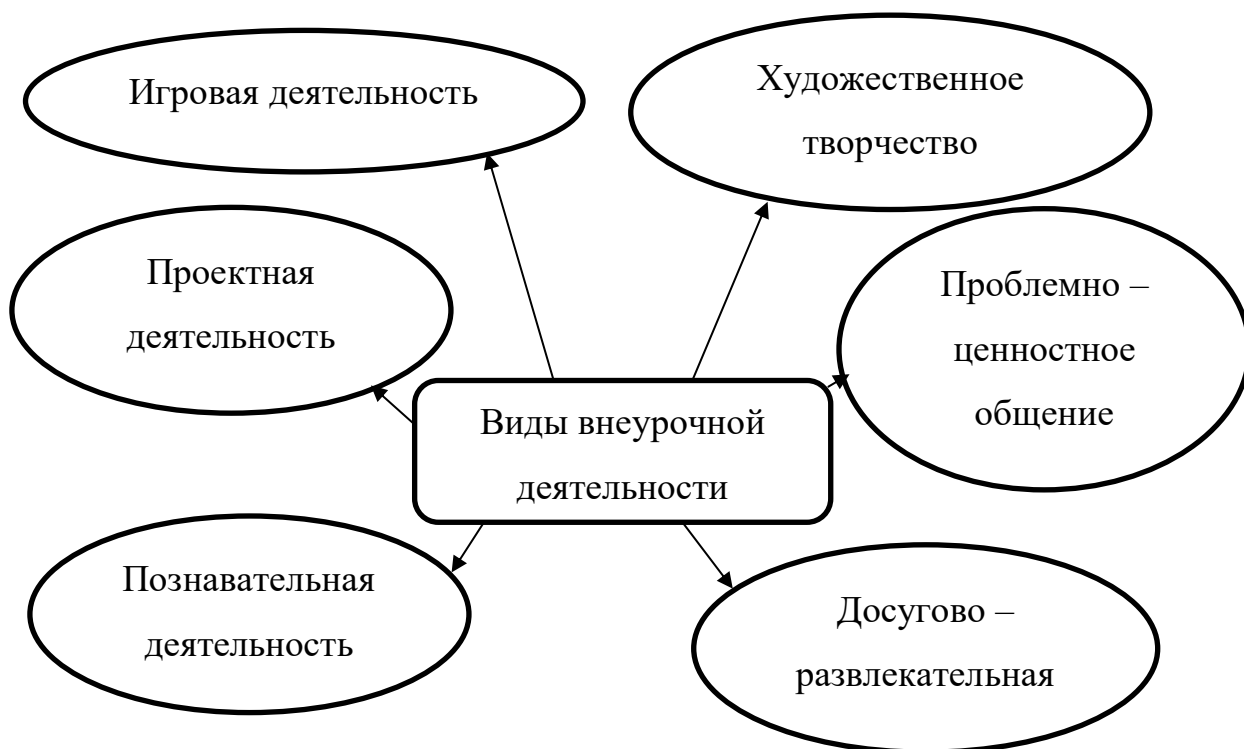 Игровая деятельность
Художественное
творчество
Проектная
деятельность
Проблемно –
ценностное
общение
Виды внеурочной
деятельности
Познавательная
деятельность
Досугово –
развлекательная